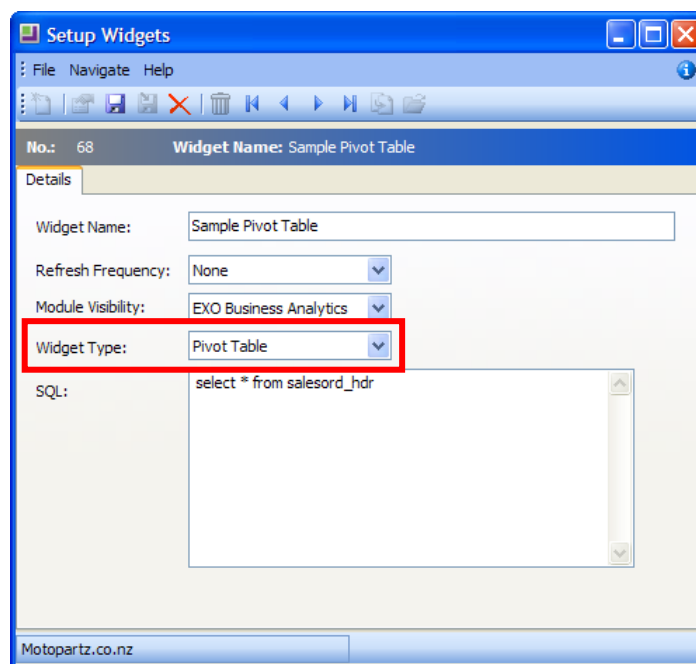 Setup Widgets
File Navigate Help
No.: 68 Widget Name: Sample Pivot Table
Details
Widget Name: Sample Pivot Table
Refresh Frequency: None
Module Visibility: EXO Business Analytics
Widget Type: Pivot Table
SQL: select * from salesord_hdr
Motopartz.co.nz